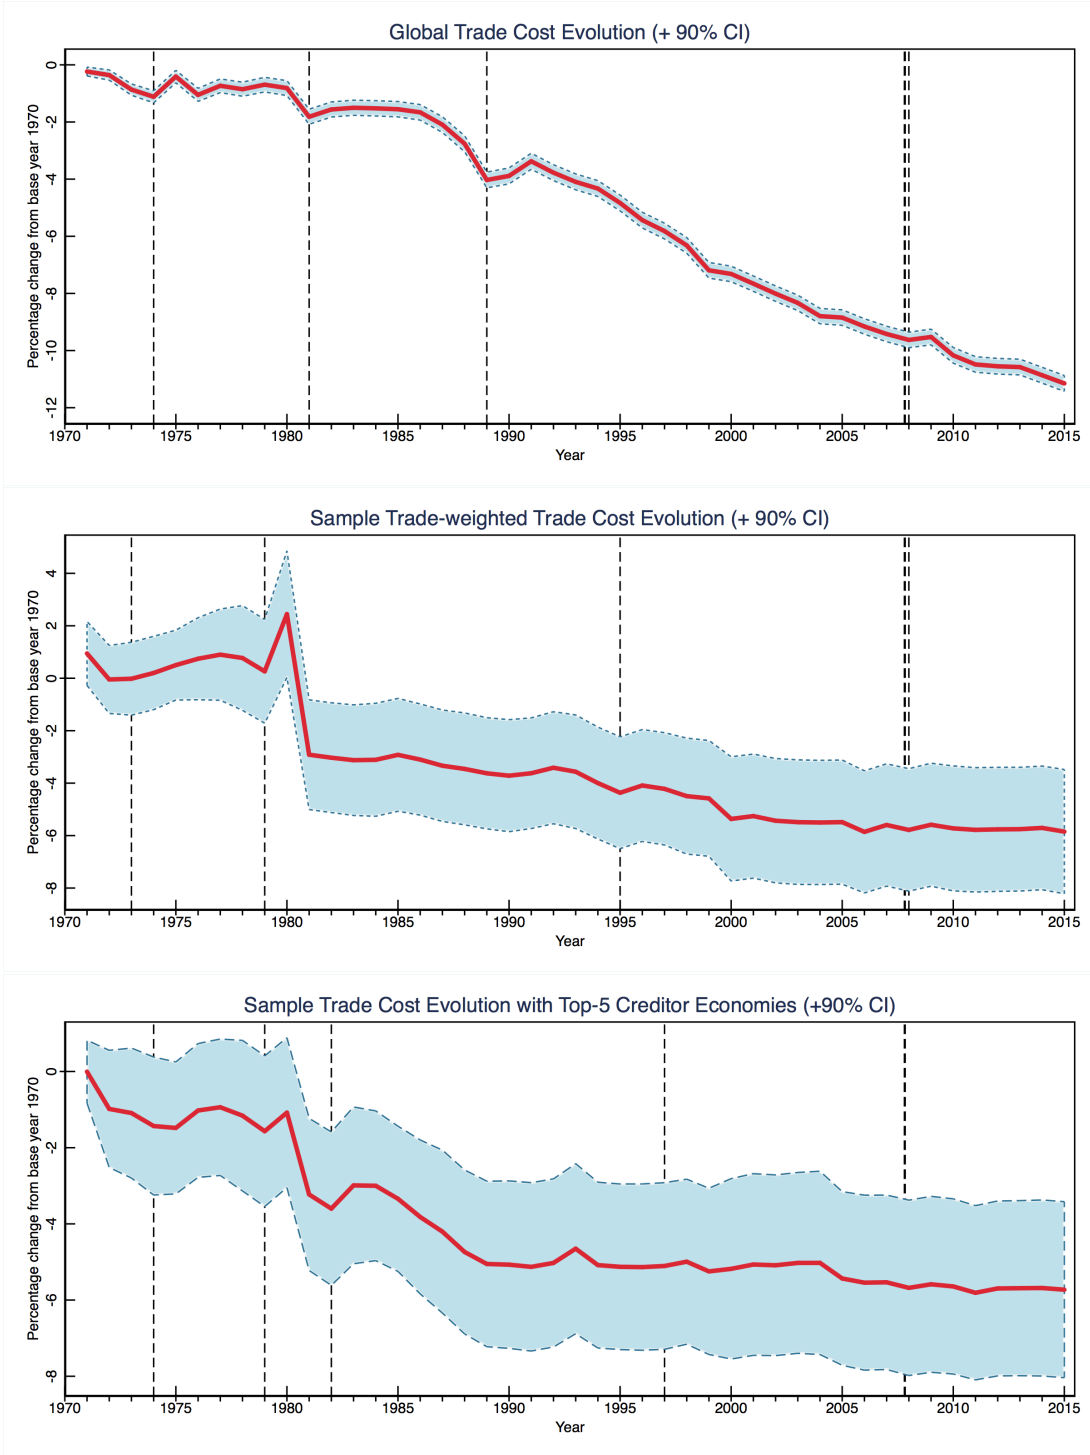 Global Trade Cost Evolution (+ 90% CI)
Percentage change from base year 1970
0
-2
-4
-6
-8
-10
-12
1970 1975 1980 1985 1990 1995 2000 2005 2010 2015
Year
Sample Trade-weighted Trade Cost Evolution (+ 90% CI)
Percentage change from base year 1970
4
2
0
-2
-4
-6
-8
1970 1975 1980 1985 1990 1995 2000 2005 2010 2015
Year
Sample Trade Cost Evolution with Top-5 Creditor Economies (+90% CI)
Percentage change from base year 1970
0
-2
-4
-6
-8
1970 1975 1980 1985 1990 1995 2000 2005 2010 2015
Year